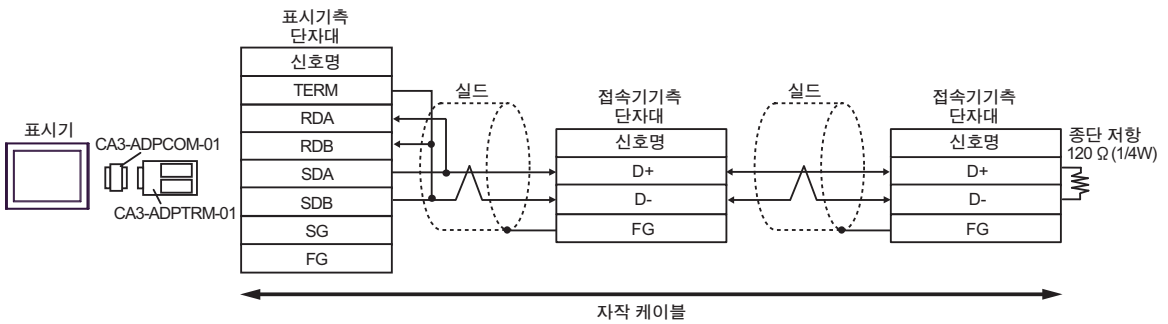 표시기
CA3-ADPCOM-01
CA3-ADPTRM-01
표시기측
단자대
신호명
TERM
RDA
RDB
SDA
SDB
SG
FG
실드
접속기기측
단자대
신호명
D+
D-
FG
실드
접속기기측
단자대
신호명
D+
D-
FG
종단 저항
120 Ω (1/4W)
자작 케이블